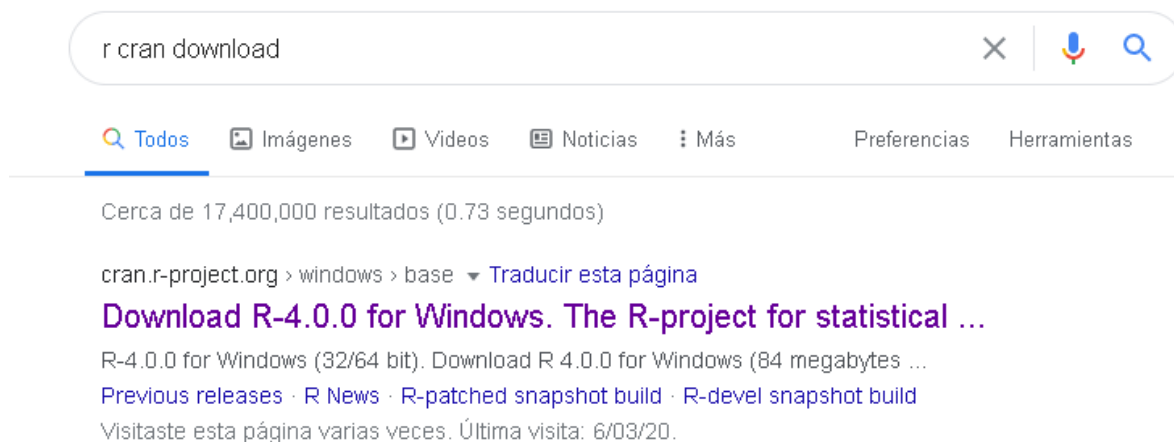 r cran download
Todos Imágenes Videos Noticias Más Preferencias Herramientas
Cerca de 17,400,000 resultados (0.73 segundos)
cran.r-project.org › windows › base Traducir esta página
Download R-4.0.0 for Windows. The R-project for statistical ...
R-4.0.0 for Windows (32/64 bit). Download R 4.0.0 for Windows (84 megabytes ...
Previous releases · R News · R-patched snapshot build · R-devel snapshot build
Visitaste esta página varias veces. Última visita: 6/03/20.